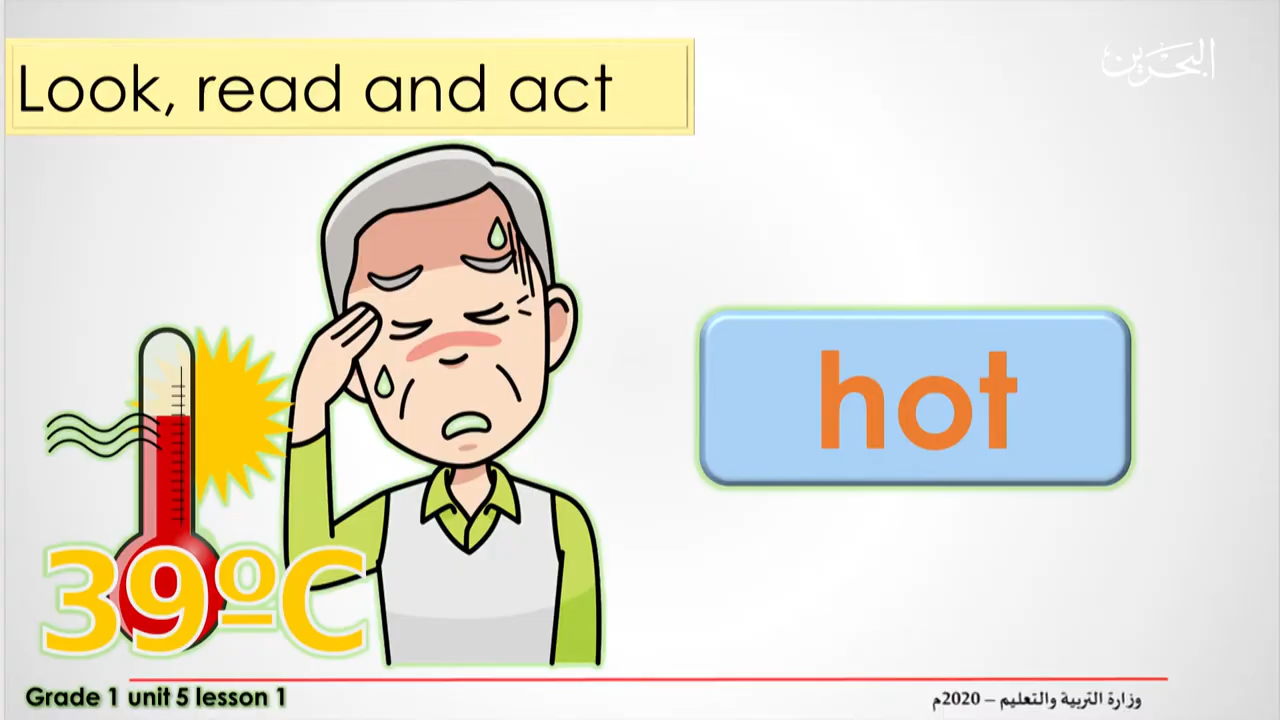 Look, read and act
البحرين
hot
39ºC
Grade 1 unit 5 lesson 1
وزارة التربية والتعليم – 2020م